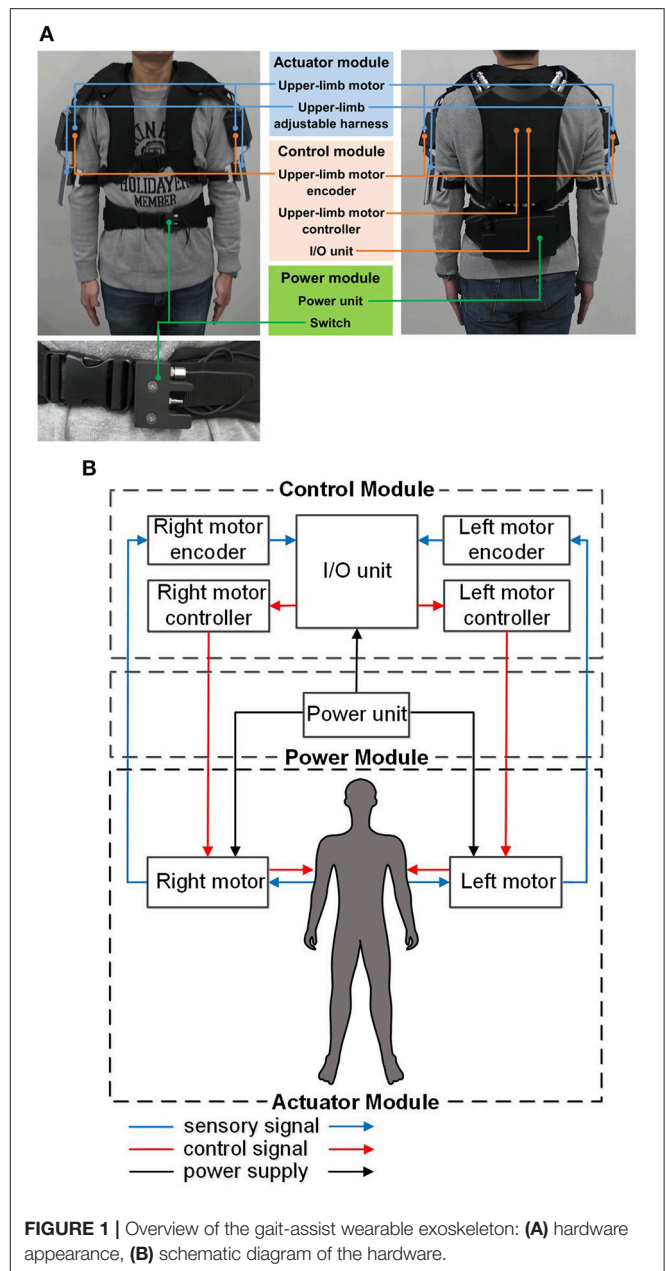 A
Actuator module
Upper-limb motor
Upper-limb
adjustable harness
Control module
Upper-limb motor
encoder
Upper-limb motor
controller
I/O unit
Power module
Power unit
Switch
HOLIDAYER
MEMBER
B
Control Module
Right motor
encoder
I/O unit
Left motor
encoder
Right motor
controller
Left motor
controller
Power unit
Power Module
Right motor
Left motor
Actuator Module
sensory signal
control signal
power supply
FIGURE 1 | Overview of the gait-assist wearable exoskeleton: (A) hardware
appearance, (B) schematic diagram of the hardware.